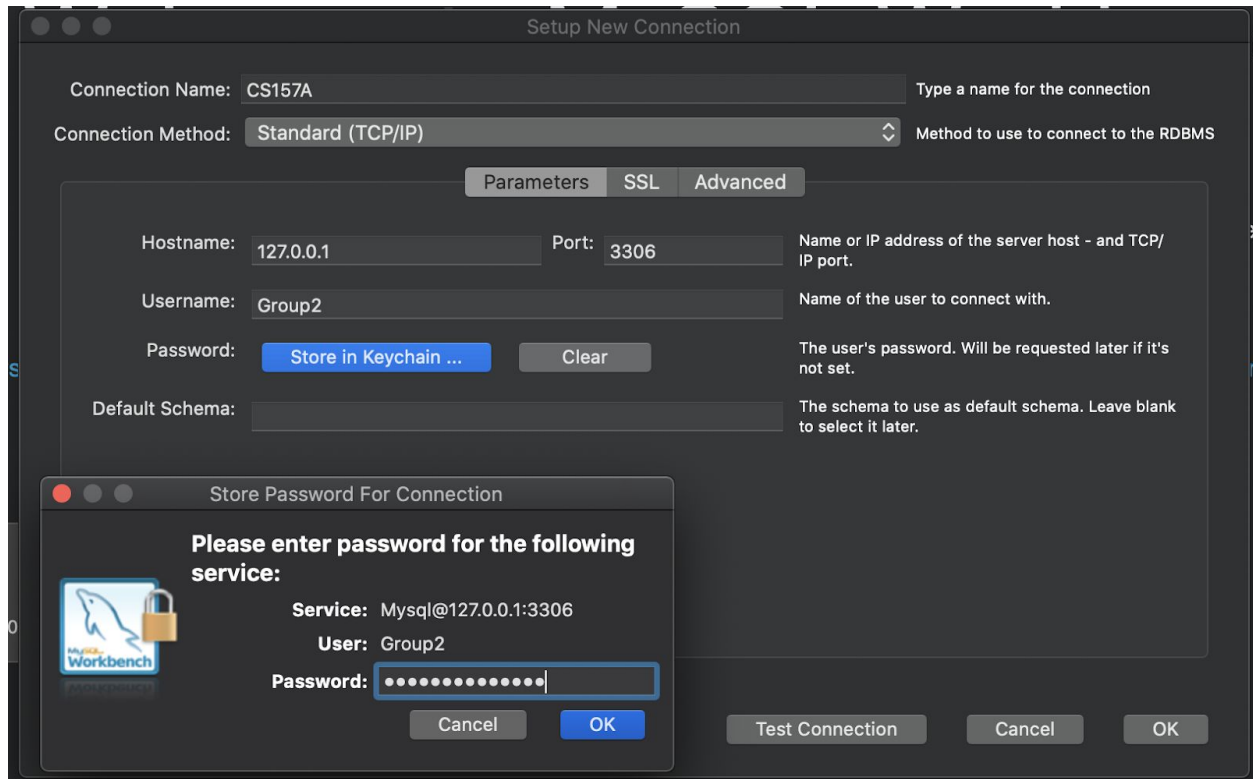 Setup New Connection
Connection Name: CS157A Type a name for the connection
Connection Method: Standard (TCP/IP) Method to use to connect to the RDBMS
Parameters SSL Advanced
Hostname: 127.0.0.1 Port: 3306 Name or IP address of the server host - and TCP/
IP port.
Username: Group2 Name of the user to connect with.
Password: Store in Keychain ... Clear The user's password. Will be requested later if it's
not set.
Default Schema: The schema to use as default schema. Leave blank
to select it later.
Store Password For Connection
Please enter password for the following
service:
Service: Mysql@127.0.0.1:3306
User: Group2
Password: ••••••••••••••
Cancel OK
MySQL
Workbench
Test Connection Cancel OK